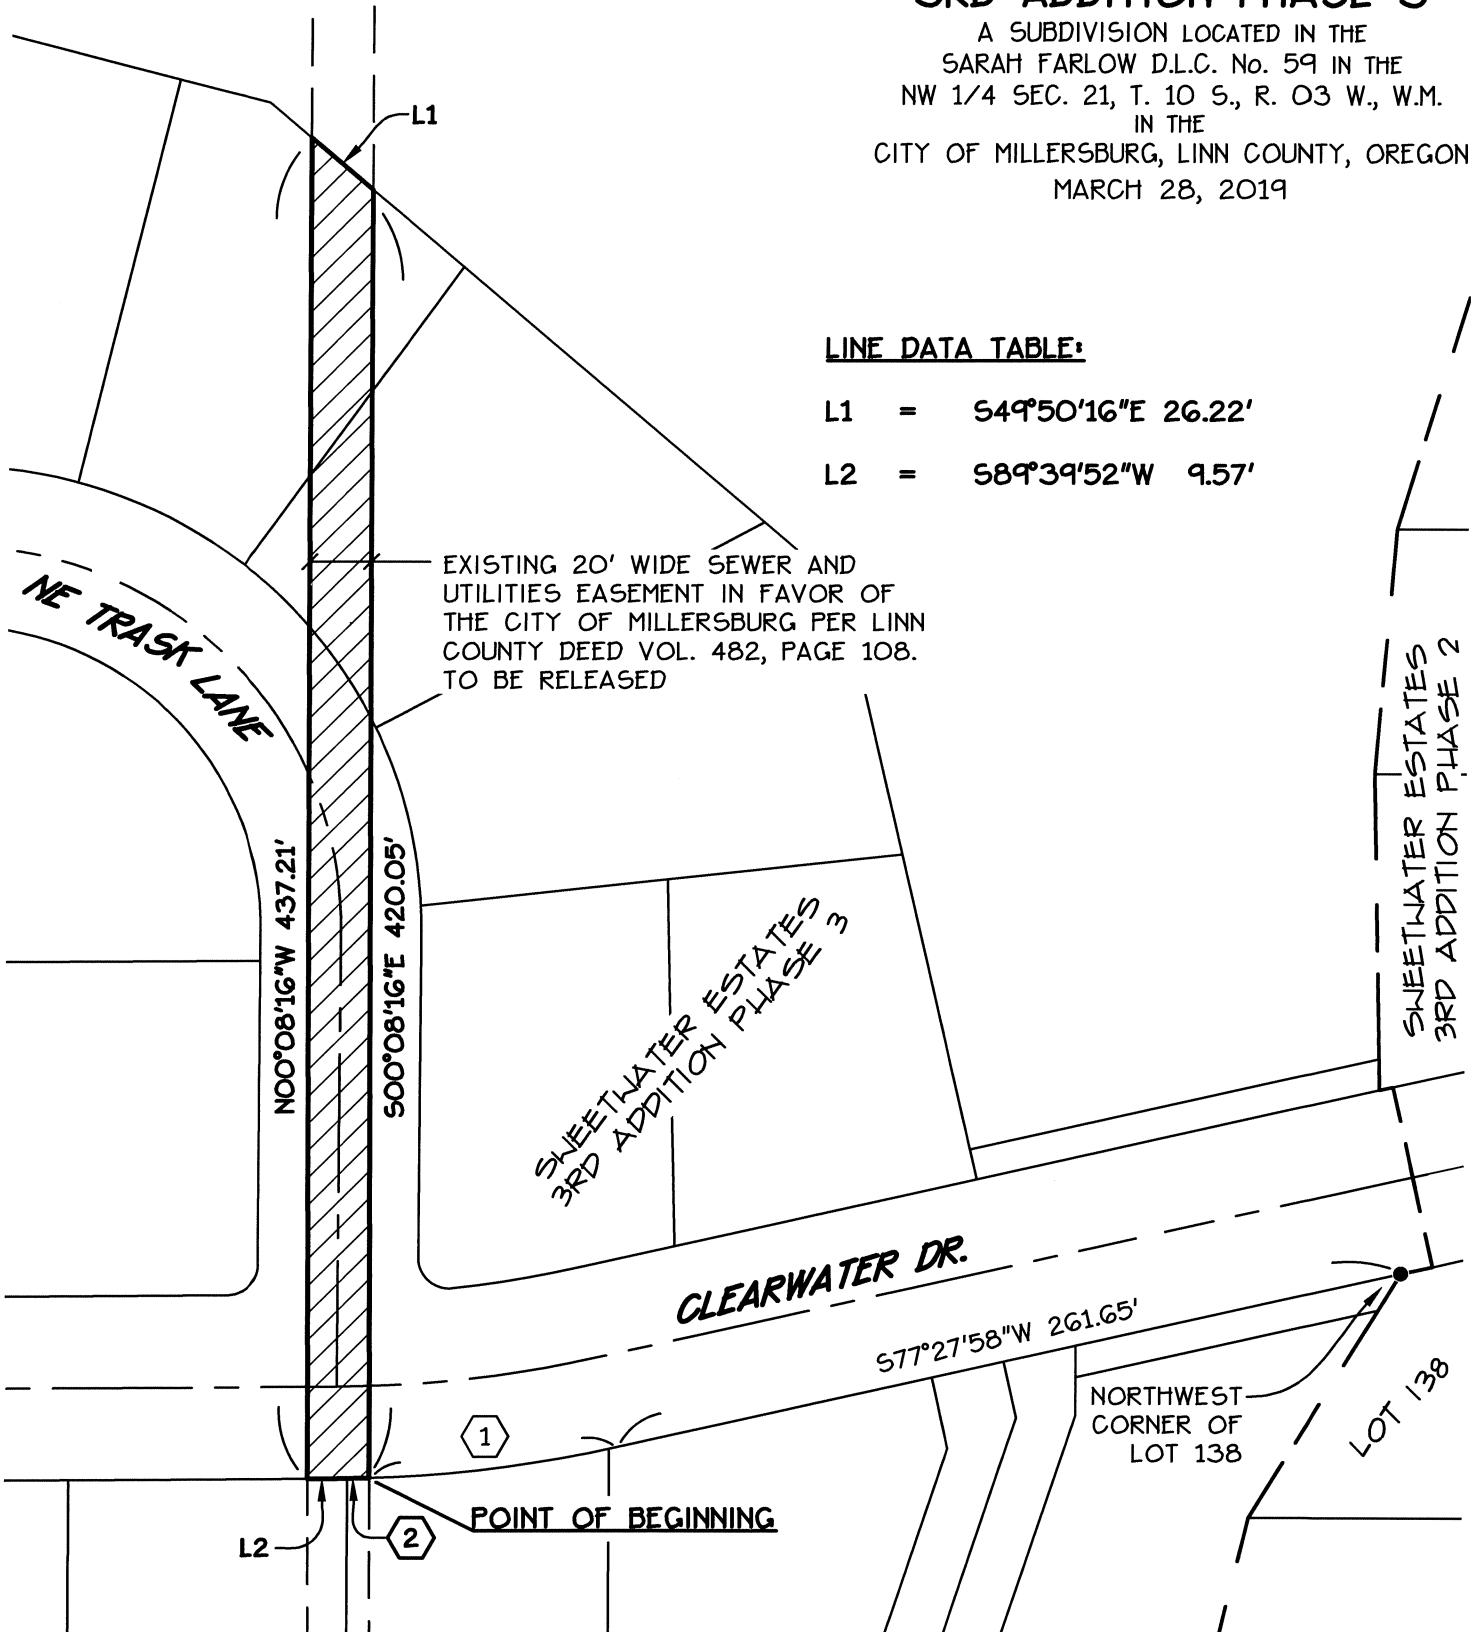 3RD ADDITION PHASE 3
A SUBDIVISION LOCATED IN THE
SARAH FARLOW D.L.C. No. 59 IN THE
NW 1/4 SEC. 21, T. 10 S., R. 03 W., W.M.
IN THE
CITY OF MILLERSBURG, LINN COUNTY, OREGON
MARCH 28, 2019
L1
LINE DATA TABLE:
L1 = S49°50'16"E 26.22'
L2 = S89°39'52"W 9.57'
EXISTING 20' WIDE SEWER AND
UTILITIES EASEMENT IN FAVOR OF
THE CITY OF MILLERSBURG PER LINN
COUNTY DEED VOL. 482, PAGE 108.
TO BE RELEASED
NE TRASK LANE
N00°08'16"W 437.21'
S00°08'16"E 420.05'
SWEETWATER ESTATES
3RD ADDITION PHASE 3
SWEETWATER ESTATES
3RD ADDITION PHASE 2
CLEARWATER DR.
S77°27'58"W 261.65'
NORTHWEST
CORNER OF
LOT 138
LOT 138
1
POINT OF BEGINNING
L2
2